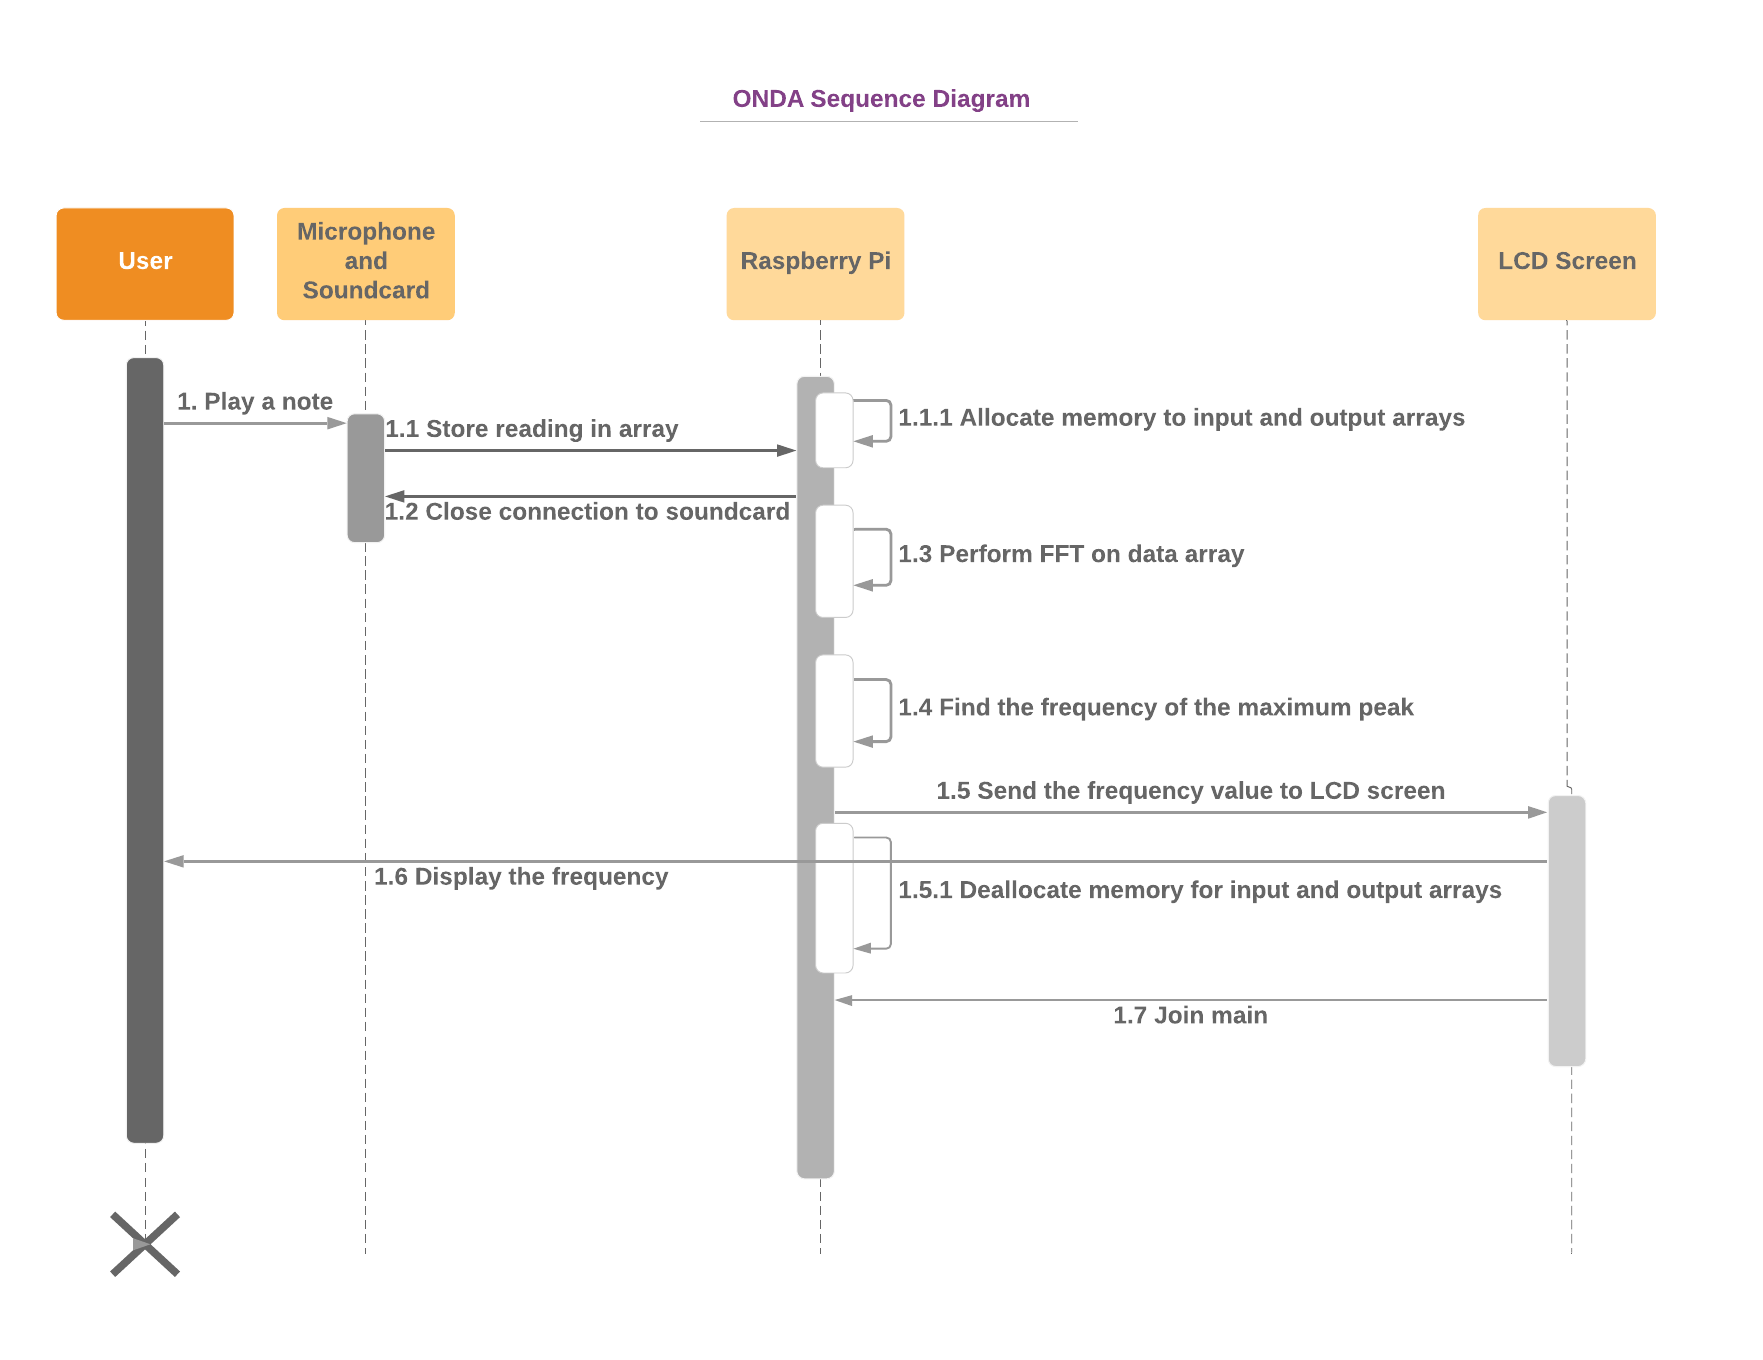 ONDA Sequence Diagram
User
Microphone
and
Soundcard
Raspberry Pi
LCD Screen
1. Play a note
1.1 Store reading in array
1.1.1 Allocate memory to input and output arrays
1.2 Close connection to soundcard
1.3 Perform FFT on data array
1.4 Find the frequency of the maximum peak
1.5 Send the frequency value to LCD screen
1.6 Display the frequency
1.5.1 Deallocate memory for input and output arrays
1.7 Join main